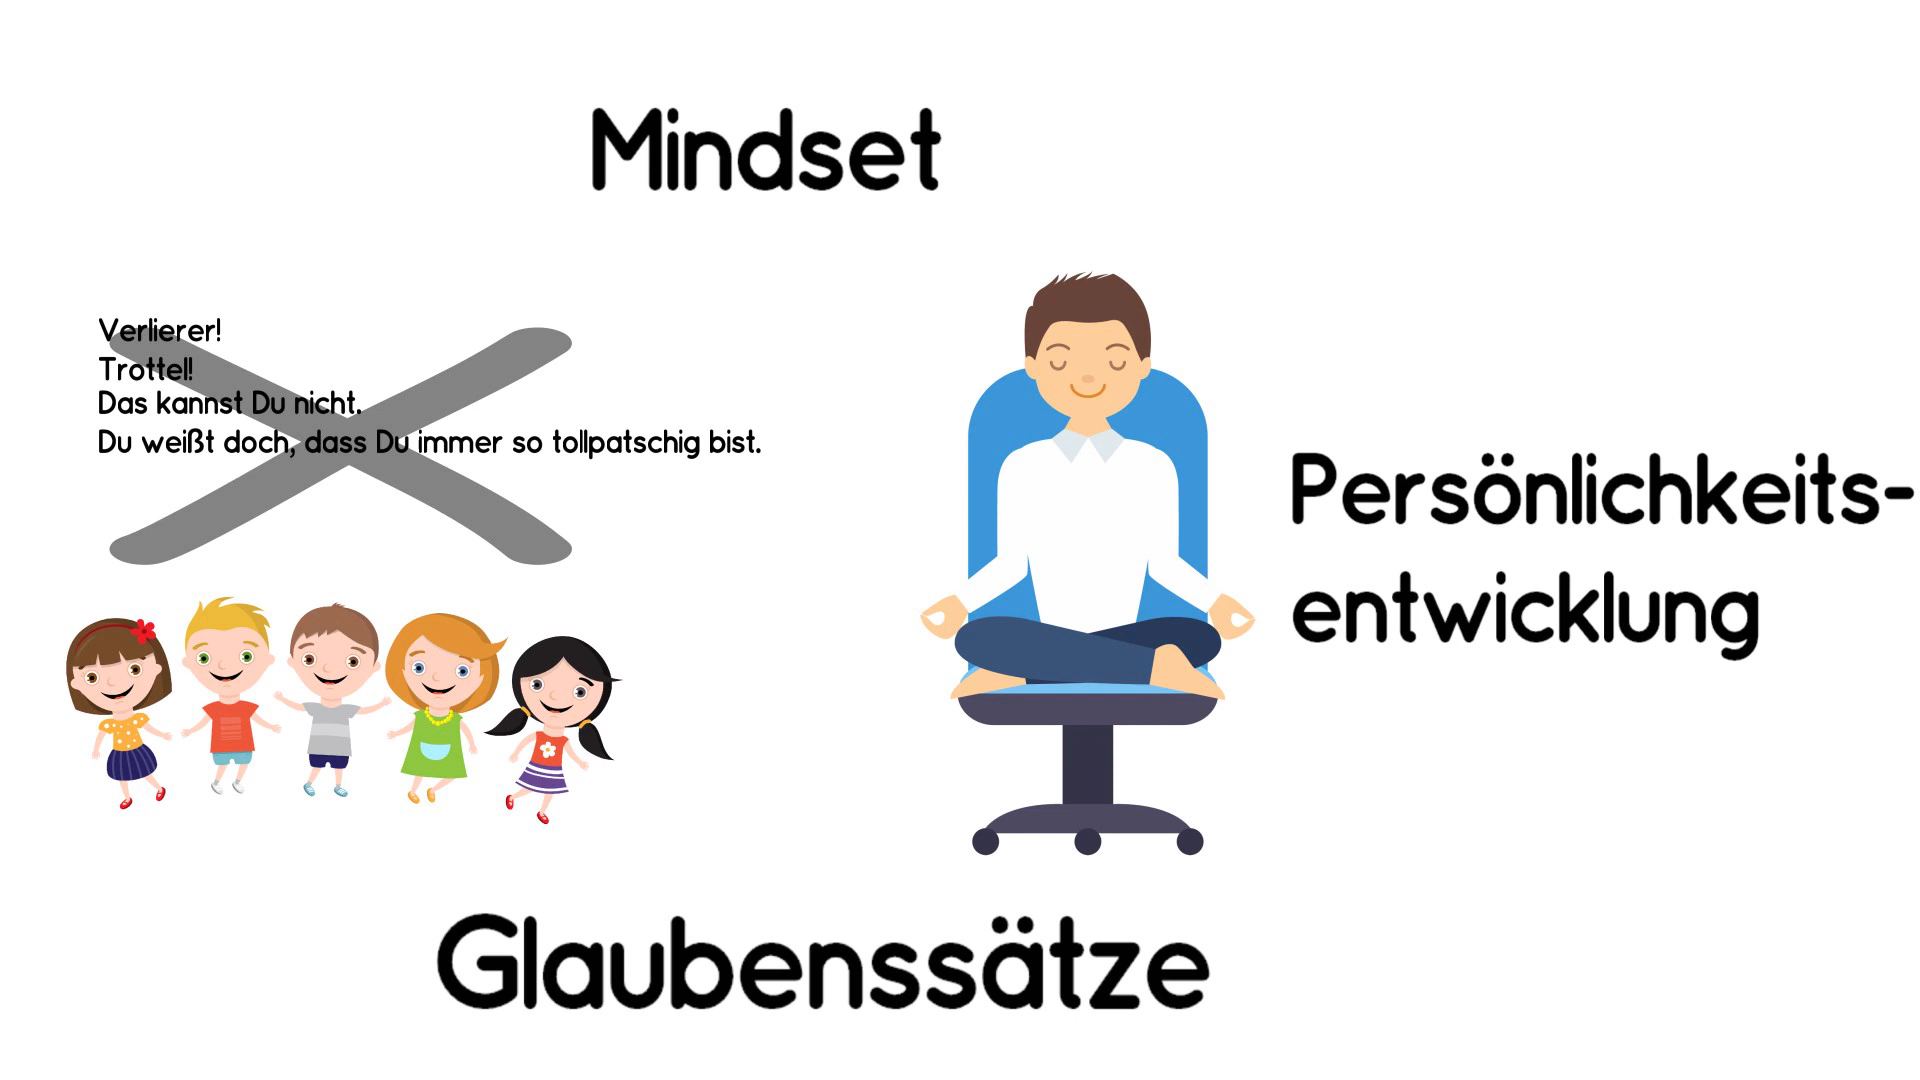 Mindset
Verlierer!
Trottel!
Das kannst Du nicht.
Du weißt doch, dass Du immer so tollpatschig bist.
Persönlichkeits-
entwicklung
Glaubenssätze